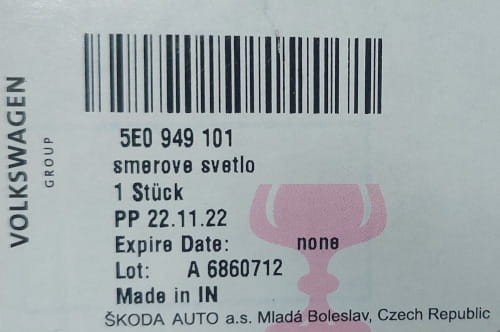 VOLKSWAGEN
GROUP
5E0 949 101
smerove svetlo
1 Stück
PP 22.11.22
Expire Date: none
Lot: A 6860712
Made in IN
ŠKODA AUTO a.s. Mladá Boleslav, Czech Republic